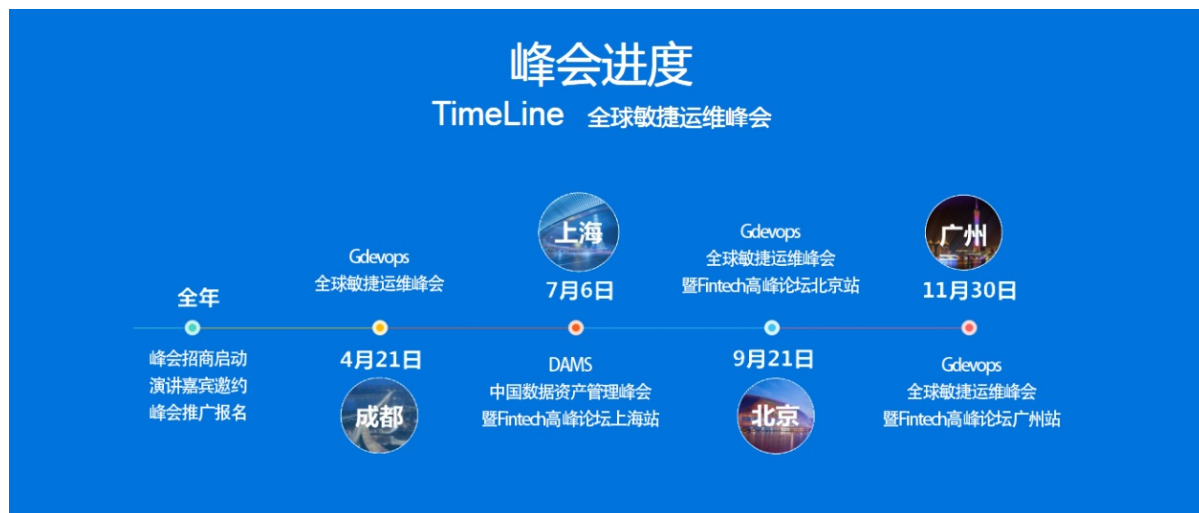 峰会进度
TimeLine 全球敏捷运维峰会
全年
峰会招商启动
演讲嘉宾邀约
峰会推广报名
Gdevops
全球敏捷运维峰会
4月21日
成都
上海
7月6日
DAMS
中国数据资产管理峰会
暨Fintech高峰论坛上海站
Gdevops
全球敏捷运维峰会
暨Fintech高峰论坛北京站
9月21日
北京
广州
11月30日
Gdevops
全球敏捷运维峰会
暨Fintech高峰论坛广州站